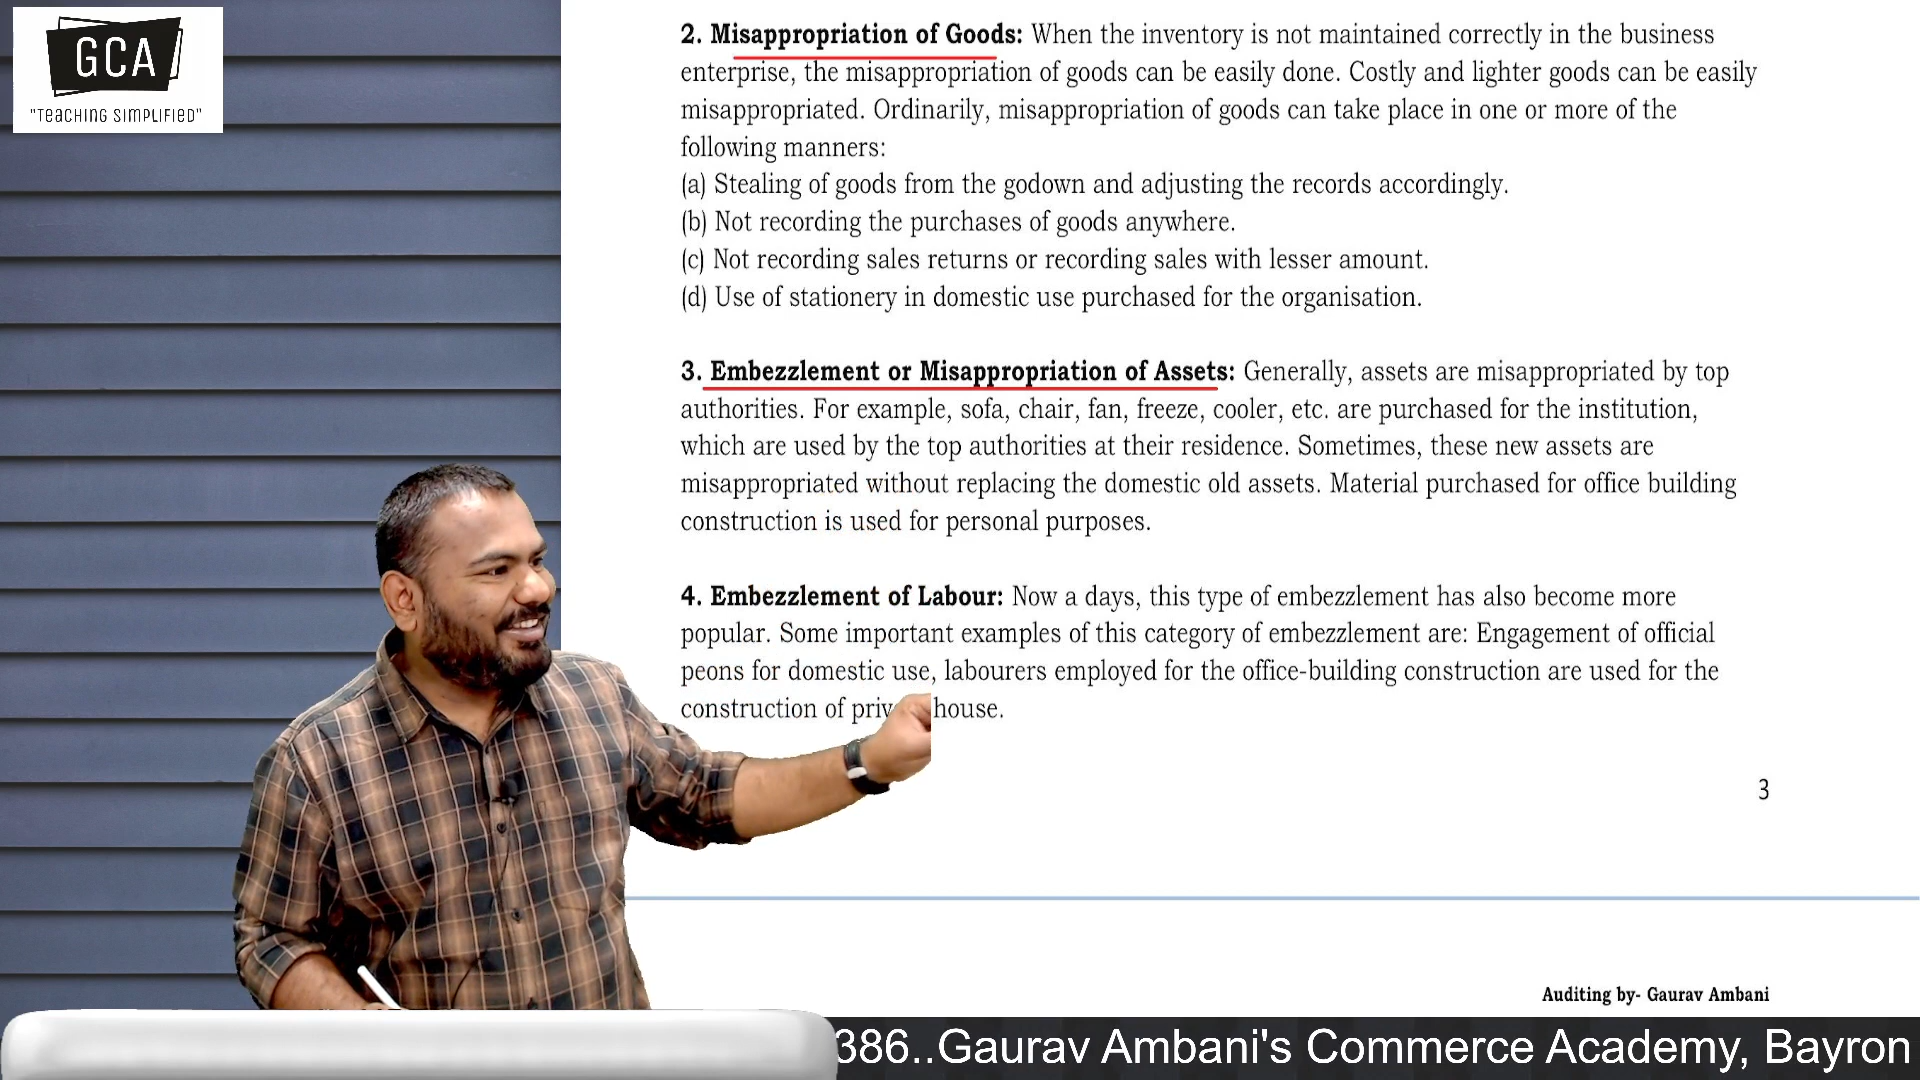 GCA
"TEACHING SIMPLIFIED"
2. Misappropriation of Goods: When the inventory is not maintained correctly in the business
enterprise, the misappropriation of goods can be easily done. Costly and lighter goods can be easily
misappropriated. Ordinarily, misappropriation of goods can take place in one or more of the
following manners:
(a) Stealing of goods from the godown and adjusting the records accordingly.
(b) Not recording the purchases of goods anywhere.
(c) Not recording sales returns or recording sales with lesser amount.
(d) Use of stationery in domestic use purchased for the organisation.
3. Embezzlement or Misappropriation of Assets: Generally, assets are misappropriated by top
authorities. For example, sofa, chair, fan, freeze, cooler, etc. are purchased for the institution,
which are used by the top authorities at their residence. Sometimes, these new assets are
misappropriated without replacing the domestic old assets. Material purchased for office building
construction is used for personal purposes.
4. Embezzlement of Labour: Now a days, this type of embezzlement has also become more
popular. Some important examples of this category of embezzlement are: Engagement of official
peons for domestic use, labourers employed for the office-building construction are used for the
construction of priv house.
3
Auditing by- Gaurav Ambani
386..Gaurav Ambani's Commerce Academy, Bayron